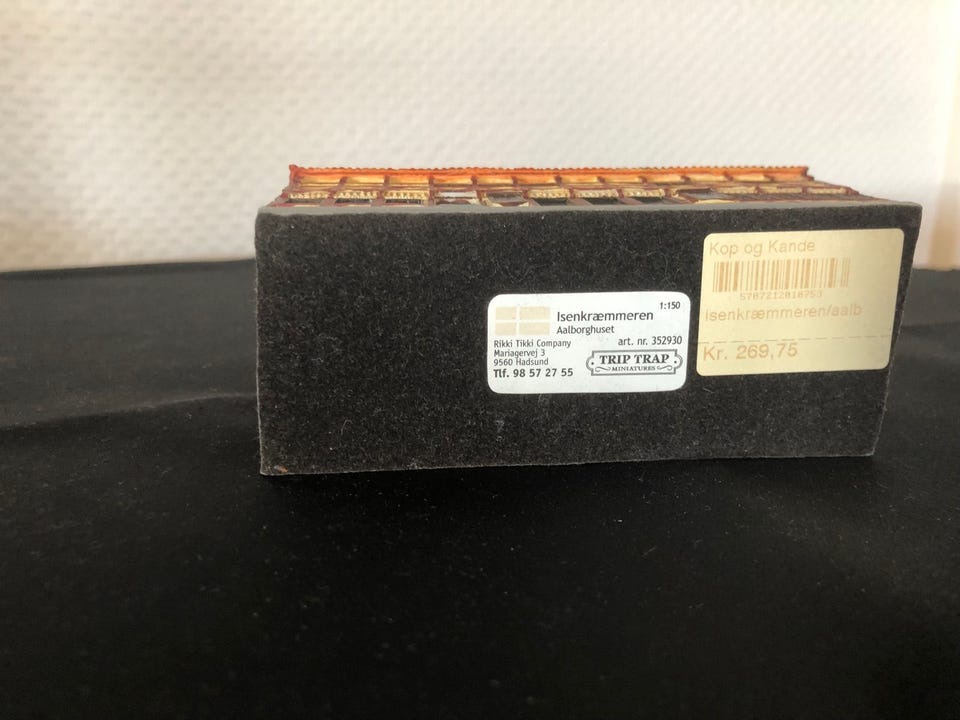 1:150
Isenkræmmeren
Aalborghuset
art. nr. 352930
Rikki Tikki Company
Mariagervej 3
9560 Hadsund
Tlf. 98 57 27 55
TRIP TRAP
MINIATURES
Kop og Kande
5707212010753
isenkræmmeren/aalb
Kr. 269,75